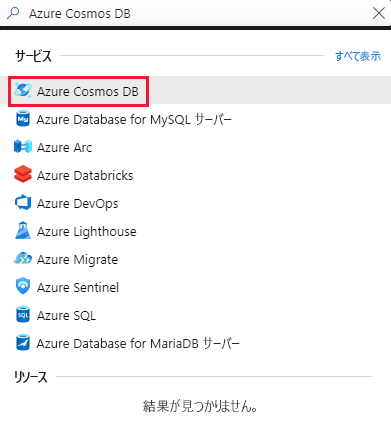 Azure Cosmos DB
サービス すべて表示
Azure Cosmos DB
Azure Database for MySQL サーバー
Azure Arc
Azure Databricks
Azure DevOps
Azure Lighthouse
Azure Migrate
Azure Sentinel
Azure SQL
Azure Database for MariaDB サーバー
リソース
結果が見つかりません。